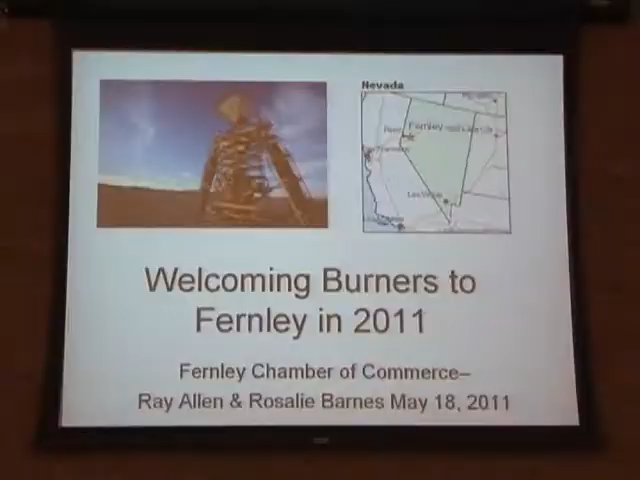 Nevada
Fernley
Welcoming Burners to
Fernley in 2011
Fernley Chamber of Commerce–
Ray Allen & Rosalie Barnes May 18, 2011